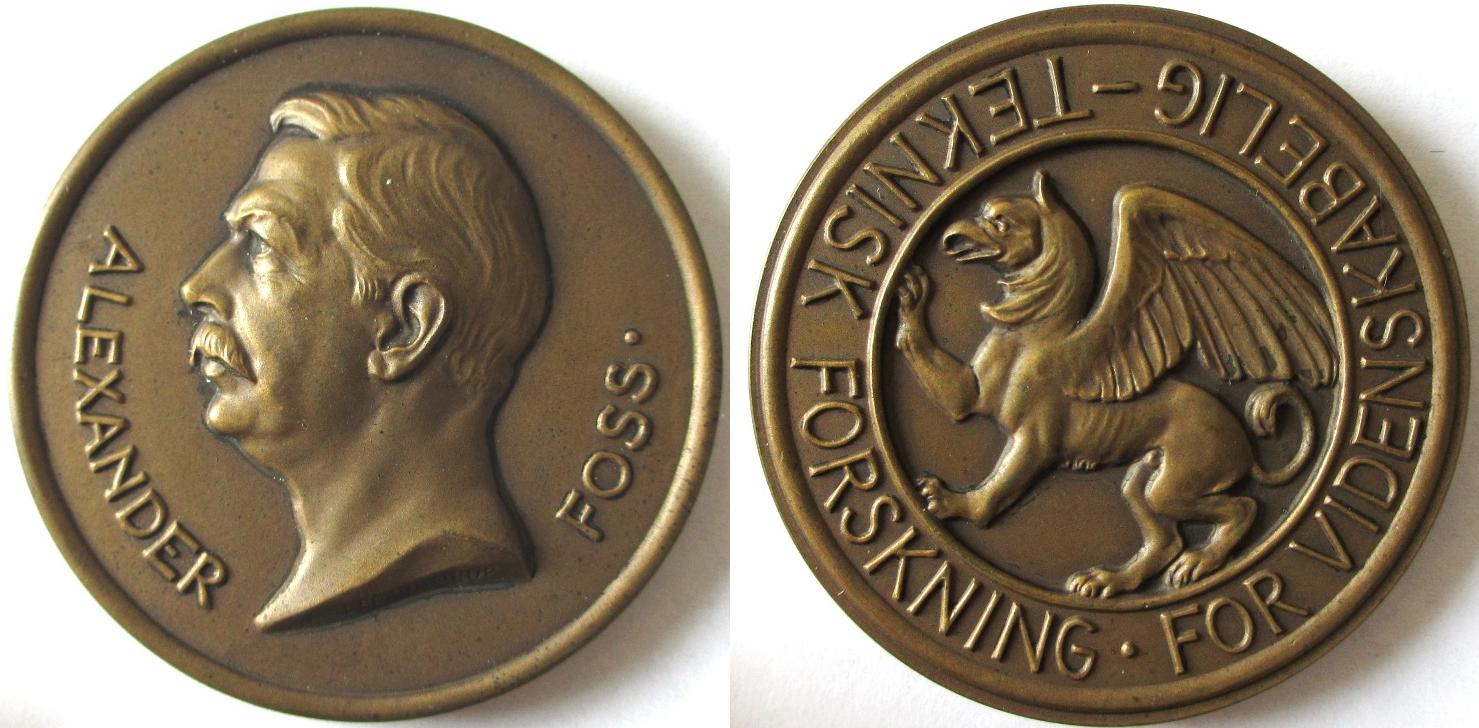 ALEXANDER
FOSS.
FOR VIDENSKABELIG - TEKNISK FORSKNING ·